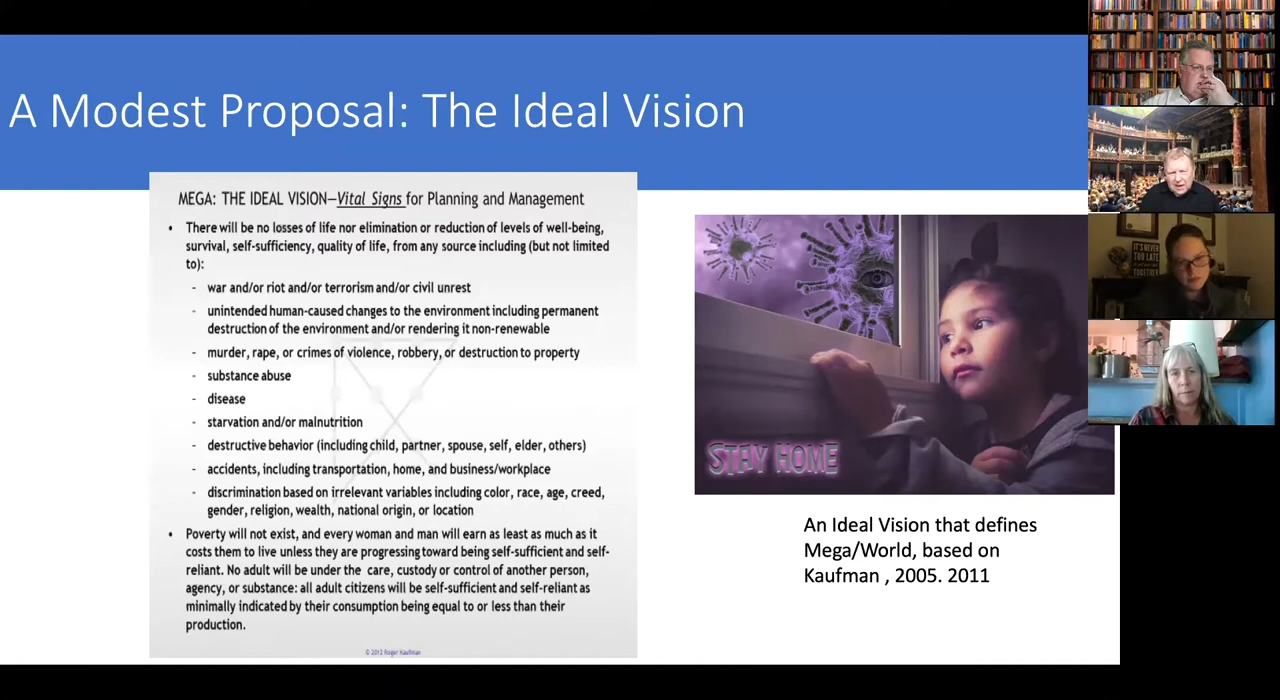 A Modest Proposal: The Ideal Vision
MEGA: THE IDEAL VISION—Vital Signs for Planning and Management
• There will be no losses of life nor elimination or reduction of levels of well-being,
survival, self-sufficiency, quality of life, from any source including (but not limited
to):
- war and/or riot and/or terrorism and/or civil unrest
- unintended human-caused changes to the environment including permanent
destruction of the environment and/or rendering it non-renewable
- murder, rape, or crimes of violence, robbery, or destruction to property
- substance abuse
- disease
- starvation and/or malnutrition
- destructive behavior (including child, partner, spouse, self, elder, others)
- accidents, including transportation, home, and business/workplace
- discrimination based on irrelevant variables including color, race, age, creed,
gender, religion, wealth, national origin, or location
• Poverty will not exist, and every woman and man will earn as least as much as it
costs them to live unless they are progressing toward being self-sufficient and self-
reliant. No adult will be under the care, custody or control of another person,
agency, or substance: all adult citizens will be self-sufficient and self-reliant as
minimally indicated by their consumption being equal to or less than their
production.
© 2012 Roger Kaufman
STAY HOME
An Ideal Vision that defines
Mega/World, based on
Kaufman , 2005. 2011
IT'S NEVER
TOO LATE
TOGETHER